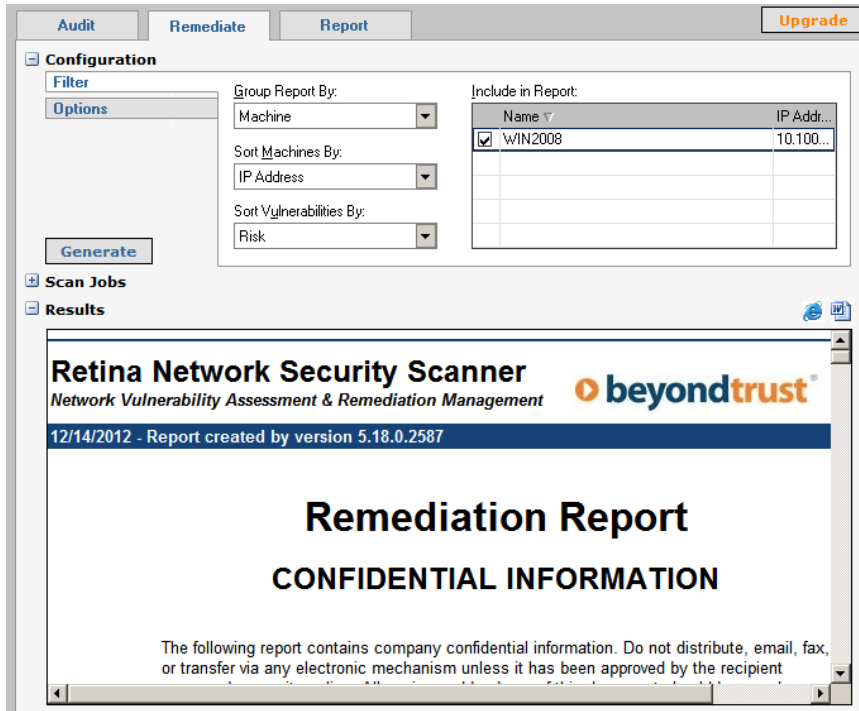 Audit
Remediate
Report
Upgrade
Configuration
Filter
Options
Generate
Group Report By:
Machine
Sort Machines By:
IP Address
Sort Vulnerabilities By:
Risk
Include in Report:
Name IP Addr...
WIN2008 10.100...
Scan Jobs
Results
Retina Network Security Scanner
Network Vulnerability Assessment & Remediation Management
beyondtrust®
12/14/2012 - Report created by version 5.18.0.2587
Remediation Report
CONFIDENTIAL INFORMATION
The following report contains company confidential information. Do not distribute, email, fax,
or transfer via any electronic mechanism unless it has been approved by the recipient